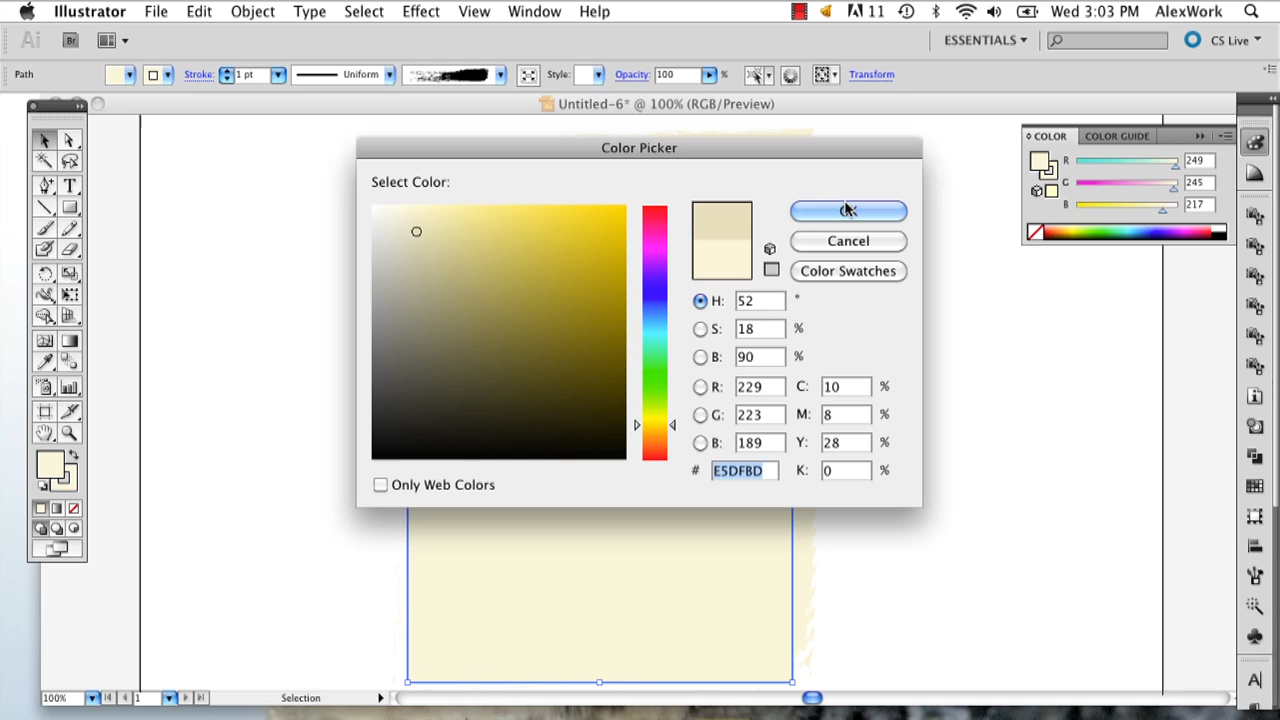 Illustrator File Edit Object Type Select Effect View Window Help 11 Wed 3:03 PM AlexWork
Ai Br ESSENTIALS CS Live
Path Stroke: 1 pt Uniform Style: Opacity: 100 % Transform
Untitled-6* @ 100% (RGB/Preview)
COLOR COLOR GUIDE
R 249
G 245
B 217
Color Picker
Select Color:
Cancel
Color Swatches
H: 52 °
S: 18 %
B: 90 %
R: 229 C: 10 %
G: 223 M: 8 %
B: 189 Y: 28 %
# E5DFBD K: 0 %
Only Web Colors
100% 1 Selection